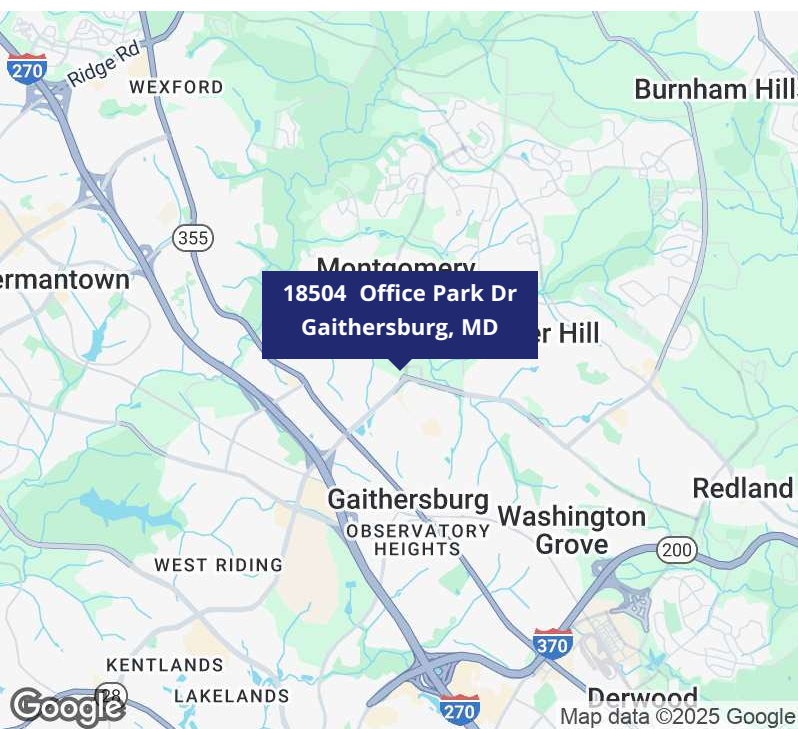 270
Ridge Rd
WEXFORD
Burnham Hills
355
ermantown
Montgomery
18504 Office Park Dr
Gaithersburg, MD
er Hill
Gaithersburg
OBSERVATORY
HEIGHTS
Washington
Grove
Redland
200
WEST RIDING
370
KENTLANDS
28
LAKELANDS
Derwood
270
Google
Map data ©2025 Google